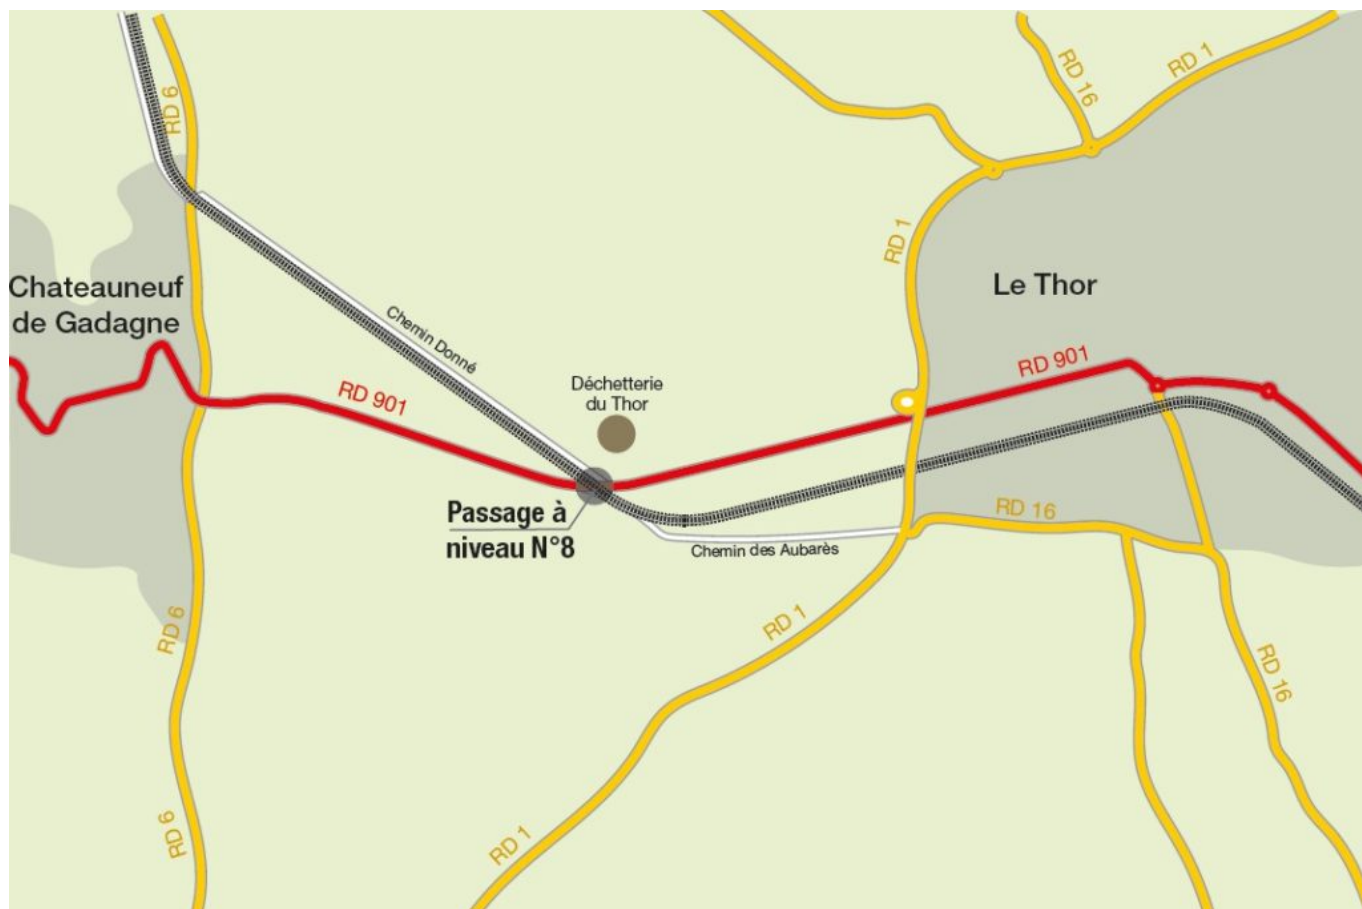 RD 6
RD 16
RD 1
RD 1
Chateauneuf
de Gadagne
Le Thor
Chemin Donné
RD 901
Déchetterie
du Thor
RD 901
Passage à
niveau N°8
RD 16
Chemin des Aubarès
RD 6
RD 1
RD 16
RD 6
RD 1